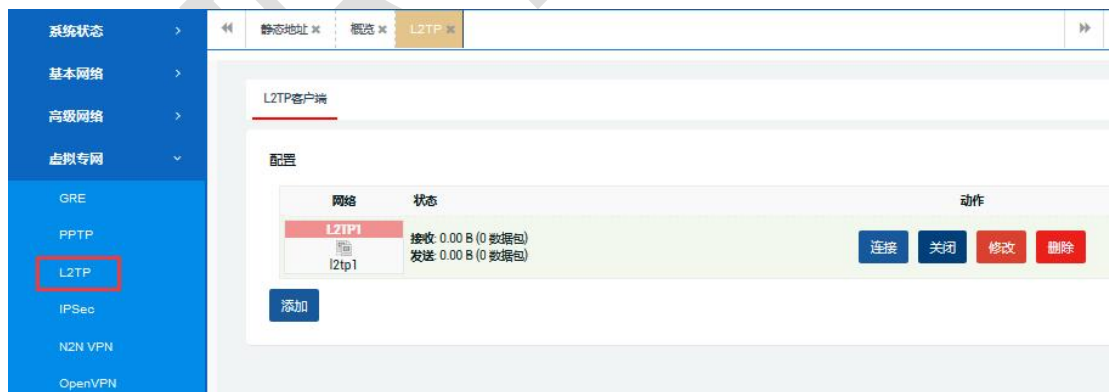 系统状态
基本网络
高级网络
虚拟专网
GRE
PPTP
L2TP
IPSec
N2N VPN
OpenVPN
静态地址 概览 L2TP
L2TP客户端
配置
网络 状态 动作
L2TP1
l2tp1
接收: 0.00 B (0 数据包)
发送: 0.00 B (0 数据包)
连接 关闭 修改 删除
添加